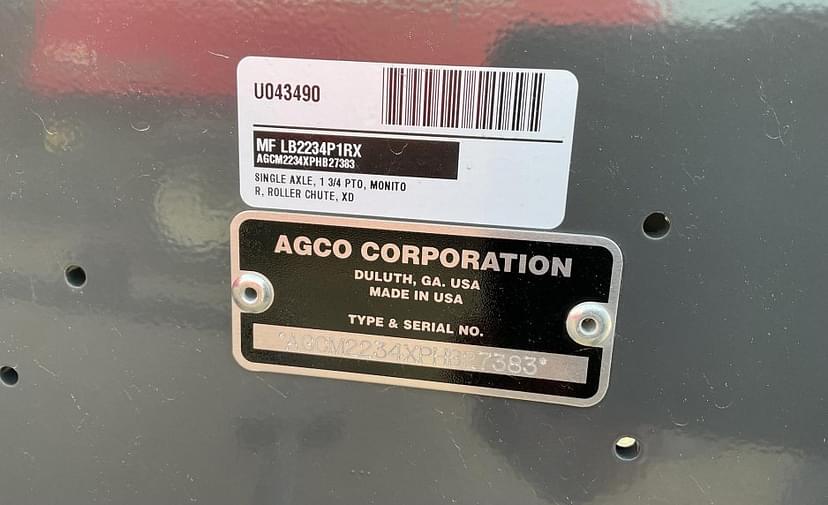 U043490
MF LB2234P1RX
AGCM2234XPHB27383
SINGLE AXLE, 1 3/4 PTO, MONITO
R, ROLLER CHUTE, XD
AGCO CORPORATION
DULUTH, GA. USA
MADE IN USA
TYPE & SERIAL NO.
*AGCM2234XPHB27383*